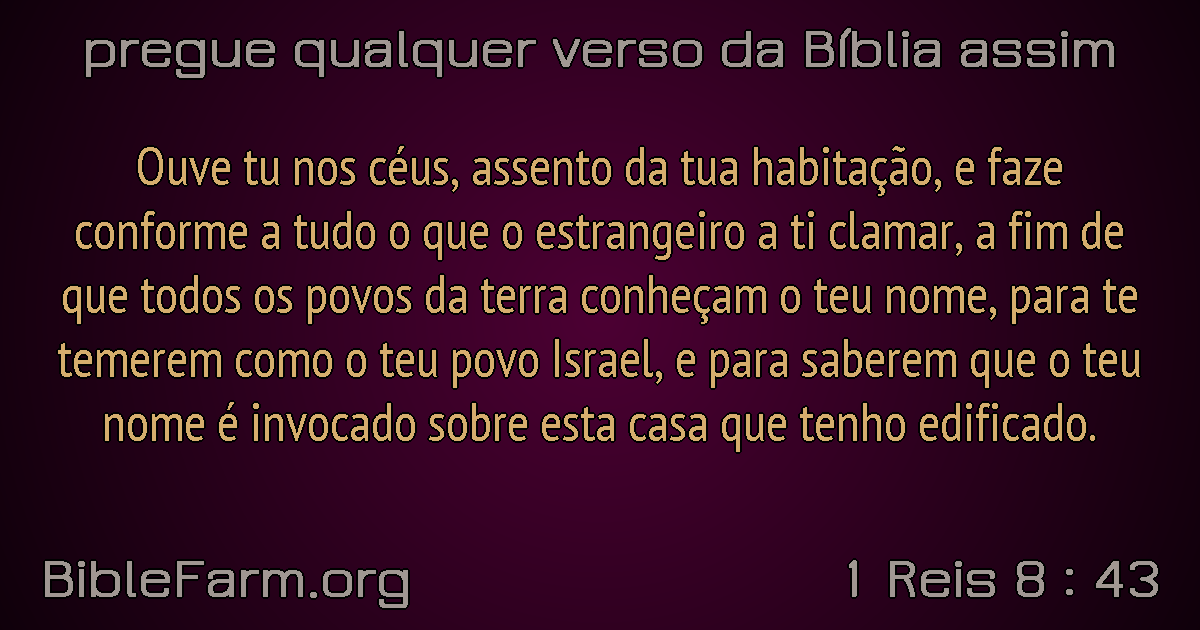 pregue qualquer verso da Bíblia assim
Ouve tu nos céus, assento da tua habitação, e faze
conforme a tudo o que o estrangeiro a ti clamar, a fim de
que todos os povos da terra conheçam o teu nome, para te
temerem como o teu povo Israel, e para saberem que o teu
nome é invocado sobre esta casa que tenho edificado.
BibleFarm.org
1 Reis 8 : 43